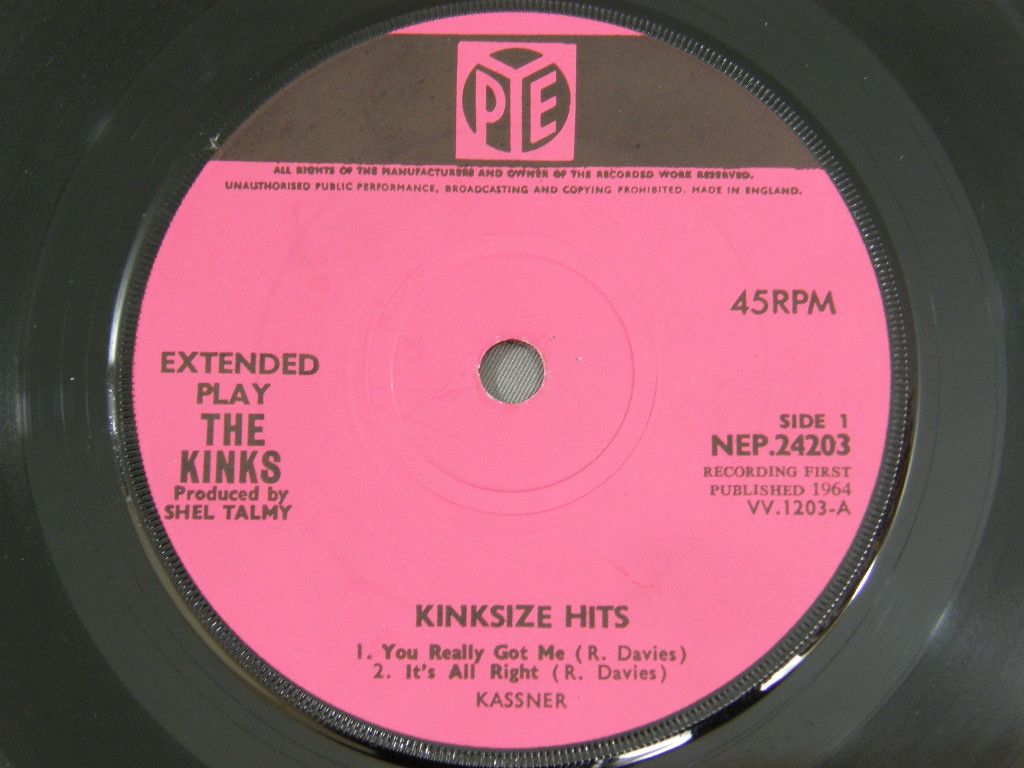 PYE
ALL RIGHTS OF THE MANUFACTURERS AND OWNER OF THE RECORDED WORK RESERVED.
UNAUTHORISED PUBLIC PERFORMANCE, BROADCASTING AND COPYING PROHIBITED. MADE IN ENGLAND.
45RPM
EXTENDED
PLAY
THE
KINKS
Produced by
SHEL TALMY
SIDE 1
NEP.24203
RECORDING FIRST
PUBLISHED 1964
VV.1203-A
KINKSIZE HITS
1. You Really Got Me (R. Davies)
2. It's All Right (R. Davies)
KASSNER